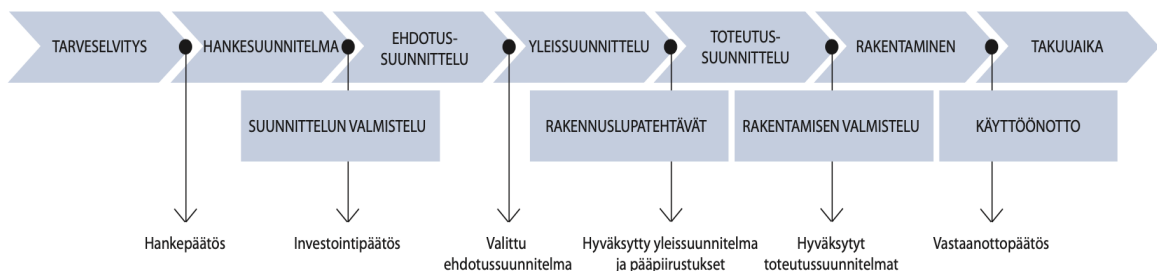 TARVESELVITYS
HANKESUUNNITELMA
EHDOTUS-
SUUNNITTELU
YLEISSUUNNITTELU
TOTEUTUS-
SUUNNITTELU
RAKENTAMINEN
TAKUUAIKA
SUUNNITTELUN VALMISTELU
RAKENNUSLUPATEHTÄVÄT
RAKENTAMISEN VALMISTELU
KÄYTTÖÖNOTTO
Hankepäätös
Investointipäätös
Valittu
ehdotussuunnitelma
Hyväksytty yleissuunnitelma
ja pääpiirustukset
Hyväksytyt
toteutussuunnitelmat
Vastaanottopäätös